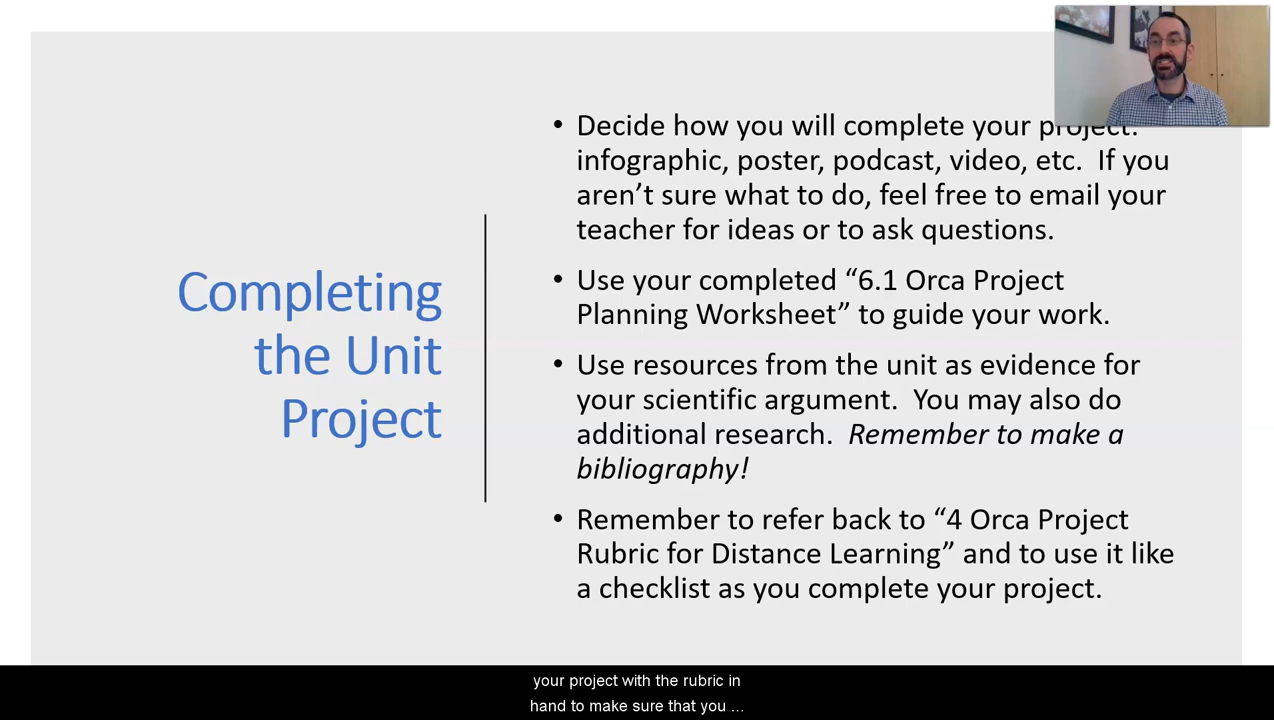 Completing
the Unit
Project
• Decide how you will complete your project:
infographic, poster, podcast, video, etc.  If you
aren’t sure what to do, feel free to email your
teacher for ideas or to ask questions.
• Use your completed “6.1 Orca Project
Planning Worksheet” to guide your work.
• Use resources from the unit as evidence for
your scientific argument.  You may also do
additional research.  Remember to make a
bibliography!
• Remember to refer back to “4 Orca Project
Rubric for Distance Learning” and to use it like
a checklist as you complete your project.
your project with the rubric in
hand to make sure that you ...